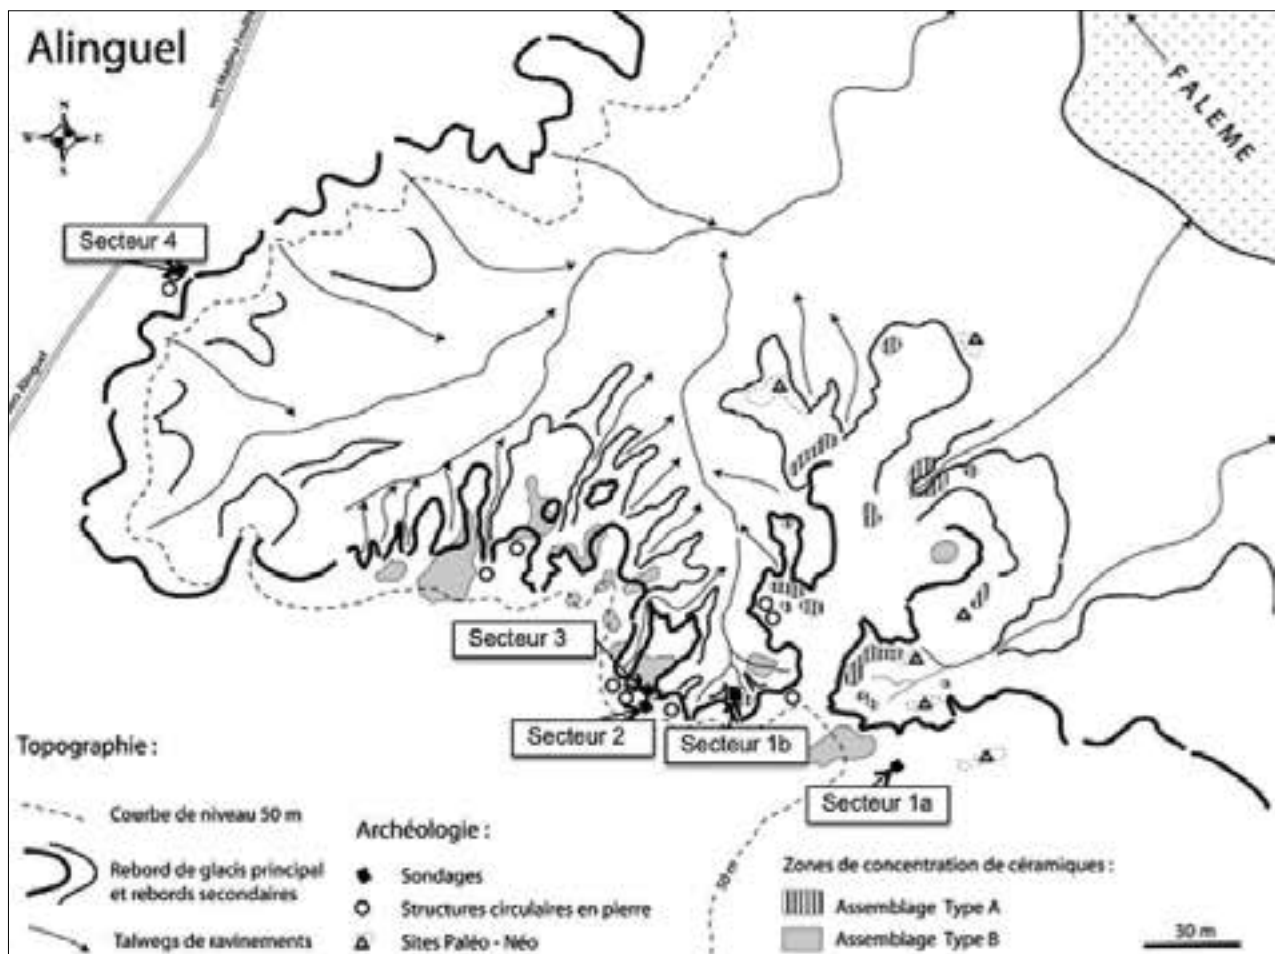 Alinguel
N
W
E
S
FALEME
Secteur 4
vers Alinguel
Secteur 3
Secteur 2
Secteur 1b
Secteur 1a
50 m
Topographie :
Courbe de niveau 50 m
Rebord de glacis principal
et rebords secondaires
Talwegs de ravinements
Archéologie :
Sondages
Structures circulaires en pierre
Sites Paléo - Néo
Zones de concentration de céramiques :
Assemblage Type A
Assemblage Type B
30 m